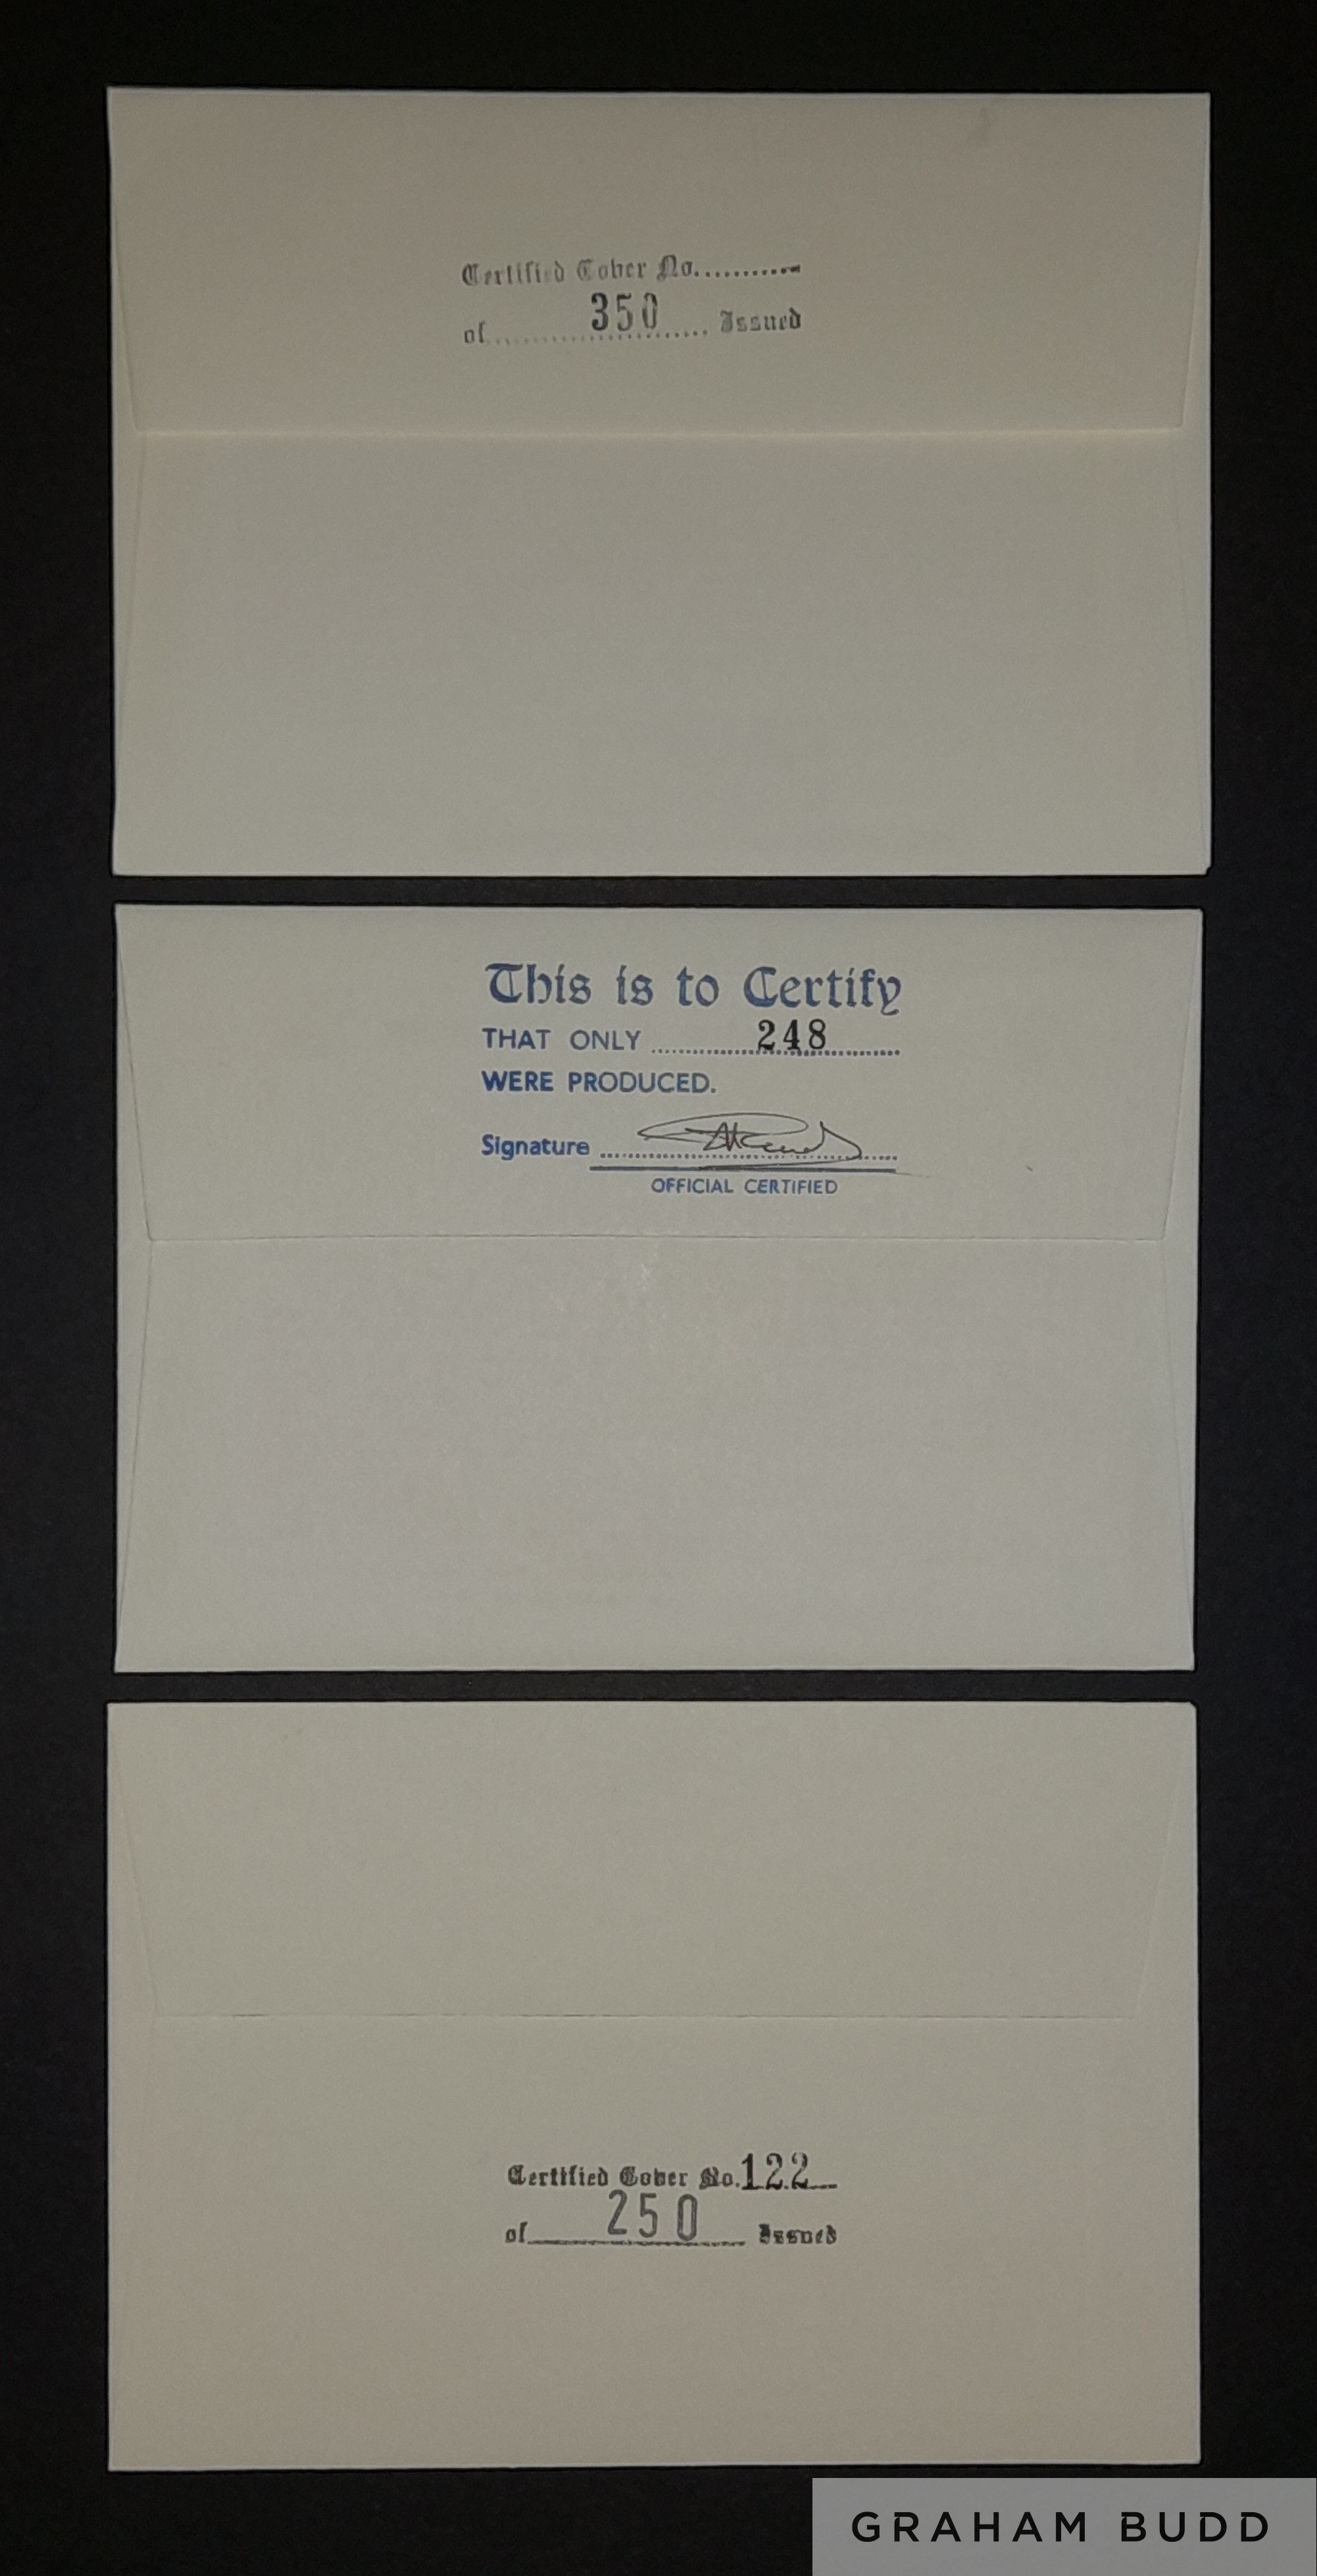 Certified Cover No...........
of.......350....... Issued
This is to Certify
THAT ONLY .......248.......
WERE PRODUCED.
Signature ..............................
OFFICIAL CERTIFIED
Certified Cover No.122
of 250 Issued
GRAHAM BUDD